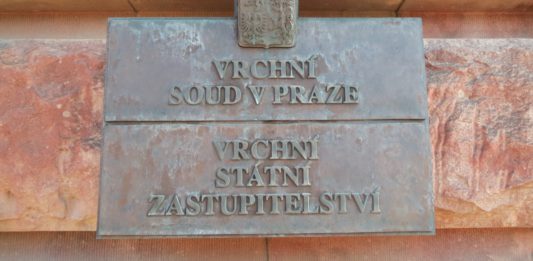 VRCHNÍ
SOUD V PRAZE
VRCHNÍ
STÁTNÍ
ZASTUPITELSTVÍ